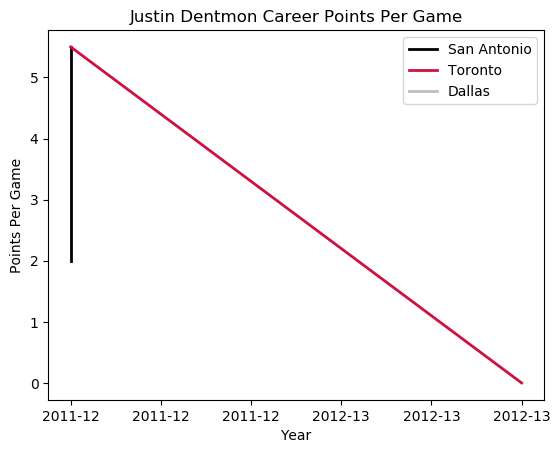 Justin Dentmon Career Points Per Game
San Antonio
Toronto
Dallas
Points Per Game
5
4
3
2
1
0
2011-12 2011-12 2011-12 2012-13 2012-13 2012-13
Year